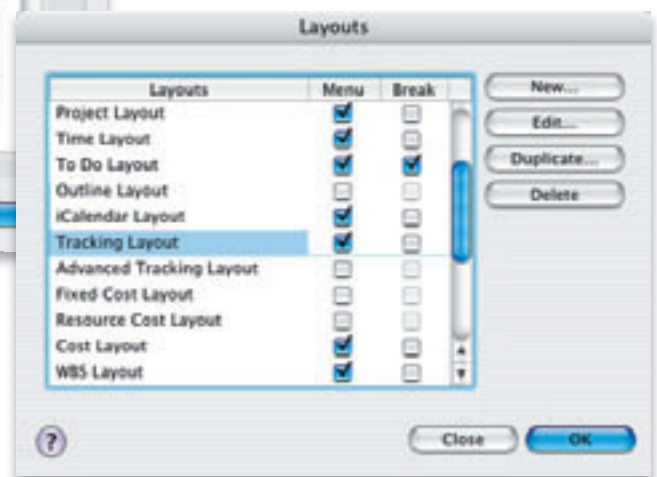 Layouts
Layouts Menu Break
Project Layout
Time Layout
To Do Layout
Outline Layout
iCalendar Layout
Tracking Layout
Advanced Tracking Layout
Fixed Cost Layout
Resource Cost Layout
Cost Layout
WBS Layout
New...
Edit...
Duplicate...
Delete
?
Close OK